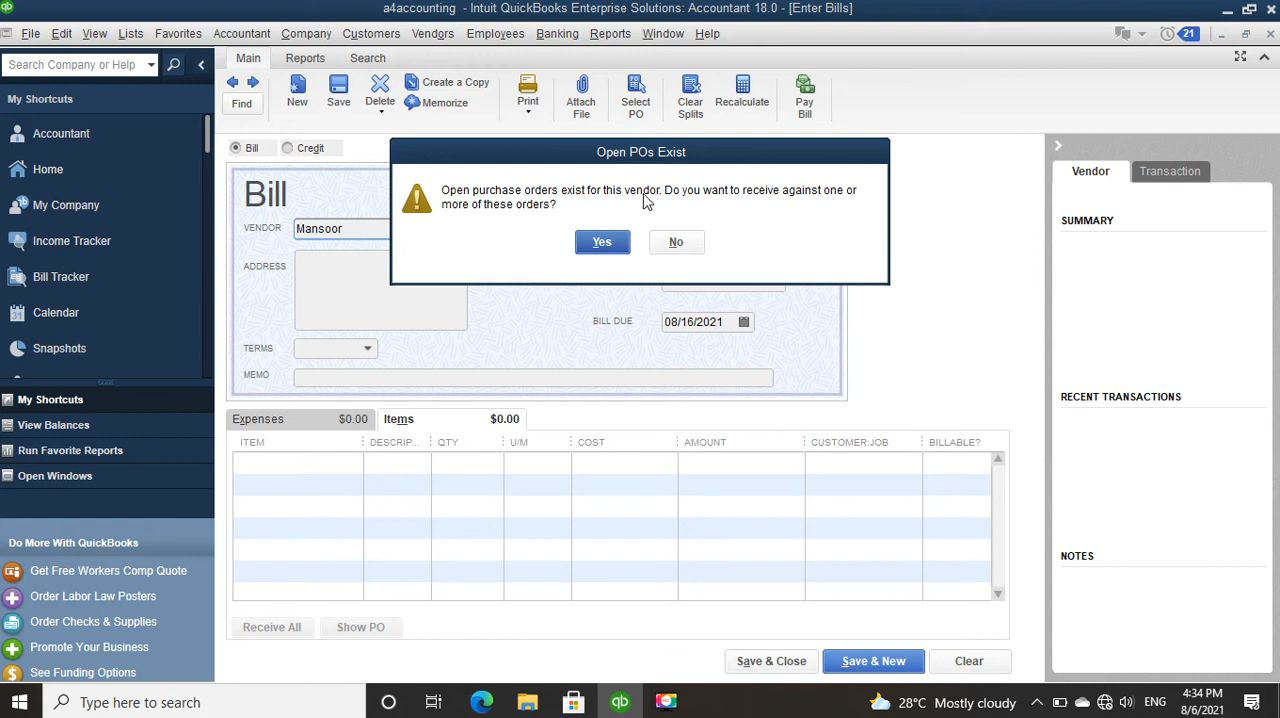 a4accounting - Intuit QuickBooks Enterprise Solutions: Accountant 18.0 - [Enter Bills]
File Edit View Lists Favorites Accountant Company Customers Vendors Employees Banking Reports Window Help 21
Search Company or Help
Main Reports Search
My Shortcuts
Accountant
Home
My Company
Income Tracker
Bill Tracker
Calendar
Snapshots
My Shortcuts
View Balances
Run Favorite Reports
Open Windows
Do More With QuickBooks
Get Free Workers Comp Quote
Order Labor Law Posters
Order Checks & Supplies
Promote Your Business
See Funding Options
Find
New
Save
Delete
Create a Copy
Memorize
Print
Attach File
Select PO
Clear Splits
Recalculate
Pay Bill
Bill Credit
Open POs Exist
Open purchase orders exist for this vendor. Do you want to receive against one or
more of these orders?
Yes No
Bill
VENDOR Mansoor
ADDRESS
BILL DUE 08/16/2021
TERMS
MEMO
Expenses $0.00 Items $0.00
ITEM DESCRIP... QTY U/M COST AMOUNT CUSTOMER:JOB BILLABLE?
Receive All Show PO
Save & Close Save & New Clear
Vendor Transaction
SUMMARY
RECENT TRANSACTIONS
NOTES
Type here to search
28°C Mostly cloudy
ENG
4:34 PM
8/6/2021